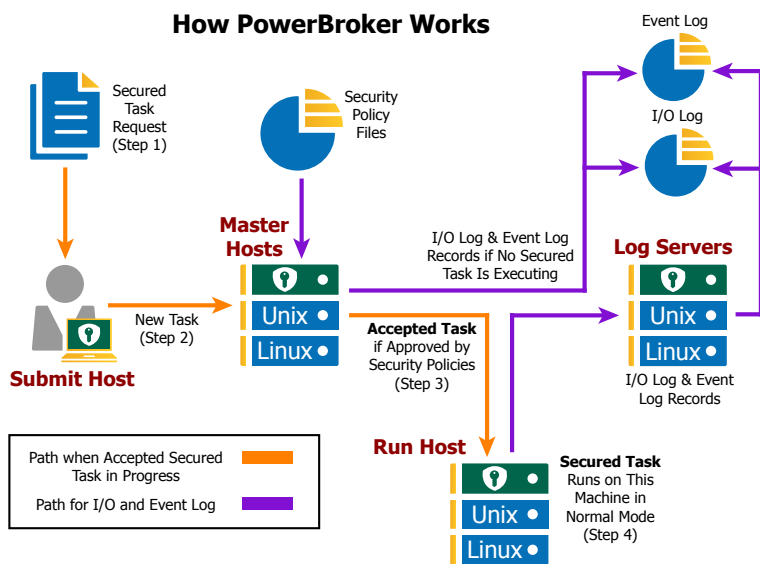 How PowerBroker Works
Secured
Task
Request
(Step 1)
Security
Policy
Files
Event Log
I/O Log
Master
Hosts
Unix
Linux
I/O Log & Event Log
Records if No Secured
Task Is Executing
Log Servers
Unix
Linux
I/O Log & Event
Log Records
New Task
(Step 2)
Submit Host
Accepted Task
if Approved by
Security Policies
(Step 3)
Run Host
Unix
Linux
Secured Task
Runs on This
Machine in
Normal Mode
(Step 4)
Path when Accepted Secured
Task in Progress
Path for I/O and Event Log